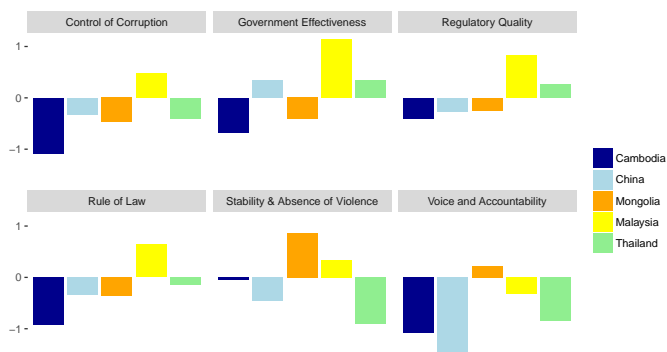 Control of Corruption
Government Effectiveness
Regulatory Quality
1
0
−1
Rule of Law
Stability & Absence of Violence
Voice and Accountability
1
0
−1
Cambodia
China
Mongolia
Malaysia
Thailand